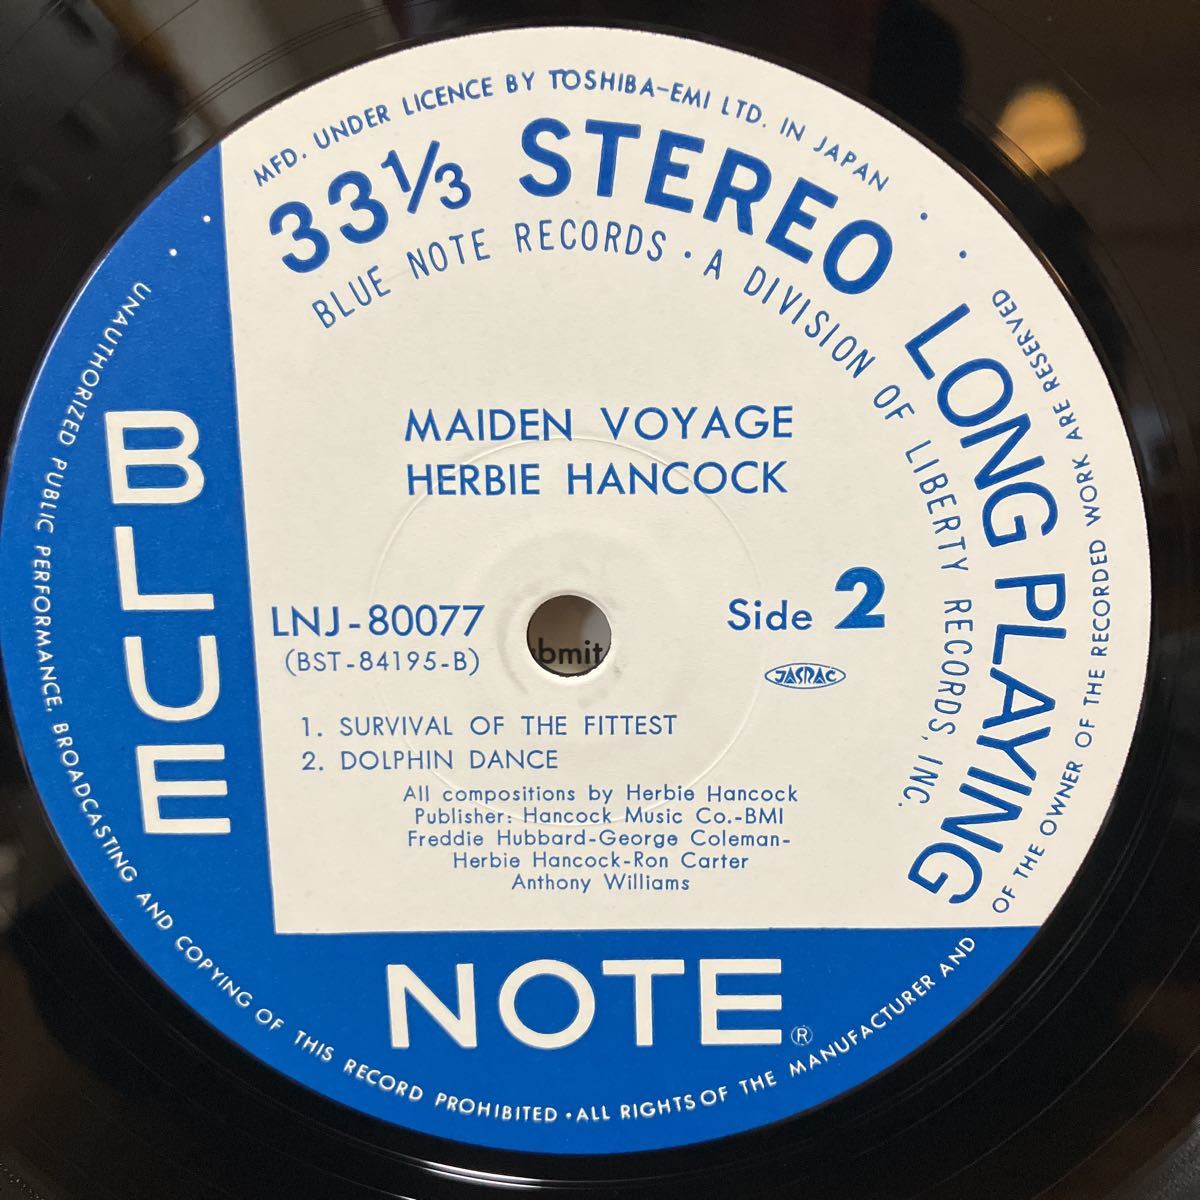 MFD. UNDER LICENCE BY TOSHIBA-EMI LTD. IN JAPAN
33⅓ STEREO LONG PLAYING
BLUE NOTE RECORDS • A DIVISION OF LIBERTY RECORDS, INC.
MAIDEN VOYAGE
HERBIE HANCOCK
LNJ-80077
(BST-84195-B)
Side 2
JASRAC
bmit
1. SURVIVAL OF THE FITTEST
2. DOLPHIN DANCE
All compositions by Herbie Hancock
Publisher: Hancock Music Co.-BMI
Freddie Hubbard-George Coleman-
Herbie Hancock-Ron Carter
Anthony Williams
BLUE
NOTE®
UNAUTHORIZED PUBLIC PERFORMANCE, BROADCASTING AND COPYING OF THIS RECORD PROHIBITED • ALL RIGHTS OF THE MANUFACTURER AND OF THE OWNER OF THE RECORDED WORK ARE RESERVED